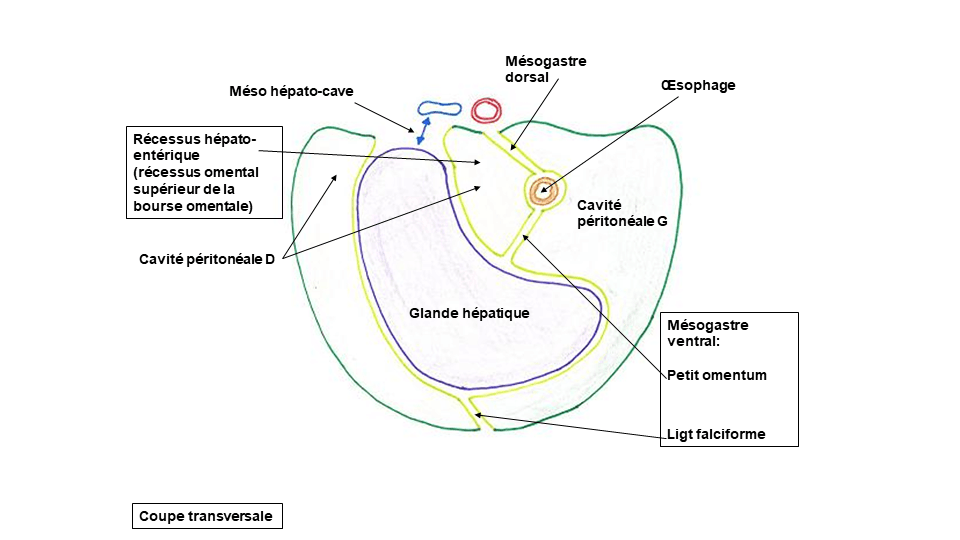 Mésogastre
dorsal
Méso hépato-cave
Œsophage
Récessus hépato-
entérique
(récessus omental
supérieur de la
bourse omentale)
Cavité
péritonéale G
Cavité péritonéale D
Glande hépatique
Mésogastre
ventral:
Petit omentum
Ligt falciforme
Coupe transversale